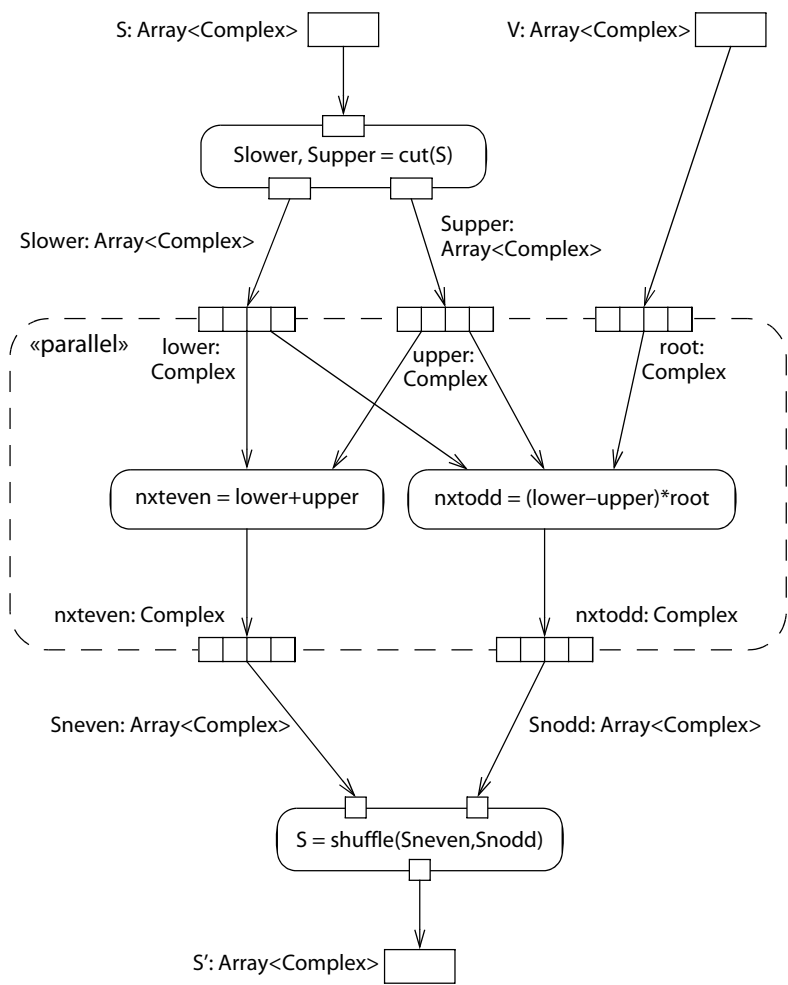 S: Array<Complex>
V: Array<Complex>
Slower, Supper = cut(S)
Slower: Array<Complex>
Supper:
Array<Complex>
«parallel»
lower:
Complex
upper:
Complex
root:
Complex
nxteven = lower+upper
nxtodd = (lower–upper)*root
nxteven: Complex
nxtodd: Complex
Sneven: Array<Complex>
Snodd: Array<Complex>
S = shuffle(Sneven,Snodd)
S': Array<Complex>